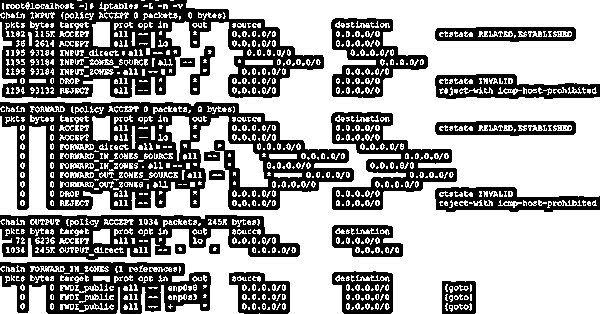 [root@localhost ~]# iptables -L -n -v
Chain INPUT (policy ACCEPT 0 packets, 0 bytes)
pkts bytes target prot opt in out source destination
1182 115K ACCEPT all -- * * 0.0.0.0/0 0.0.0.0/0 ctstate RELATED,ESTABLISHED
36 2614 ACCEPT all -- lo * 0.0.0.0/0 0.0.0.0/0
1195 93184 INPUT_direct all -- * * 0.0.0.0/0 0.0.0.0/0
1195 93184 INPUT_ZONES_SOURCE all -- * * 0.0.0.0/0 0.0.0.0/0
1195 93184 INPUT_ZONES all -- * * 0.0.0.0/0 0.0.0.0/0
0 0 DROP all -- * * 0.0.0.0/0 0.0.0.0/0 ctstate INVALID
1194 93132 REJECT all -- * * 0.0.0.0/0 0.0.0.0/0 reject-with icmp-host-prohibited
Chain FORWARD (policy ACCEPT 0 packets, 0 bytes)
pkts bytes target prot opt in out source destination
0 0 ACCEPT all -- * * 0.0.0.0/0 0.0.0.0/0 ctstate RELATED,ESTABLISHED
0 0 ACCEPT all -- lo * 0.0.0.0/0 0.0.0.0/0
0 0 FORWARD_direct all -- * * 0.0.0.0/0 0.0.0.0/0
0 0 FORWARD_IN_ZONES_SOURCE all -- * * 0.0.0.0/0 0.0.0.0/0
0 0 FORWARD_IN_ZONES all -- * * 0.0.0.0/0 0.0.0.0/0
0 0 FORWARD_OUT_ZONES_SOURCE all -- * * 0.0.0.0/0 0.0.0.0/0
0 0 FORWARD_OUT_ZONES all -- * * 0.0.0.0/0 0.0.0.0/0
0 0 DROP all -- * * 0.0.0.0/0 0.0.0.0/0 ctstate INVALID
0 0 REJECT all -- * * 0.0.0.0/0 0.0.0.0/0 reject-with icmp-host-prohibited
Chain OUTPUT (policy ACCEPT 1034 packets, 245K bytes)
pkts bytes target prot opt in out source destination
72 6236 ACCEPT all -- * lo 0.0.0.0/0 0.0.0.0/0
1034 245K OUTPUT_direct all -- * * 0.0.0.0/0 0.0.0.0/0
Chain FORWARD_IN_ZONES (1 references)
pkts bytes target prot opt in out source destination
0 0 FWDI_public all -- enp0s8 * 0.0.0.0/0 0.0.0.0/0 [goto]
0 0 FWDI_public all -- enp0s3 * 0.0.0.0/0 0.0.0.0/0 [goto]
0 0 FWDI_public all -- + * 0.0.0.0/0 0.0.0.0/0 [goto]